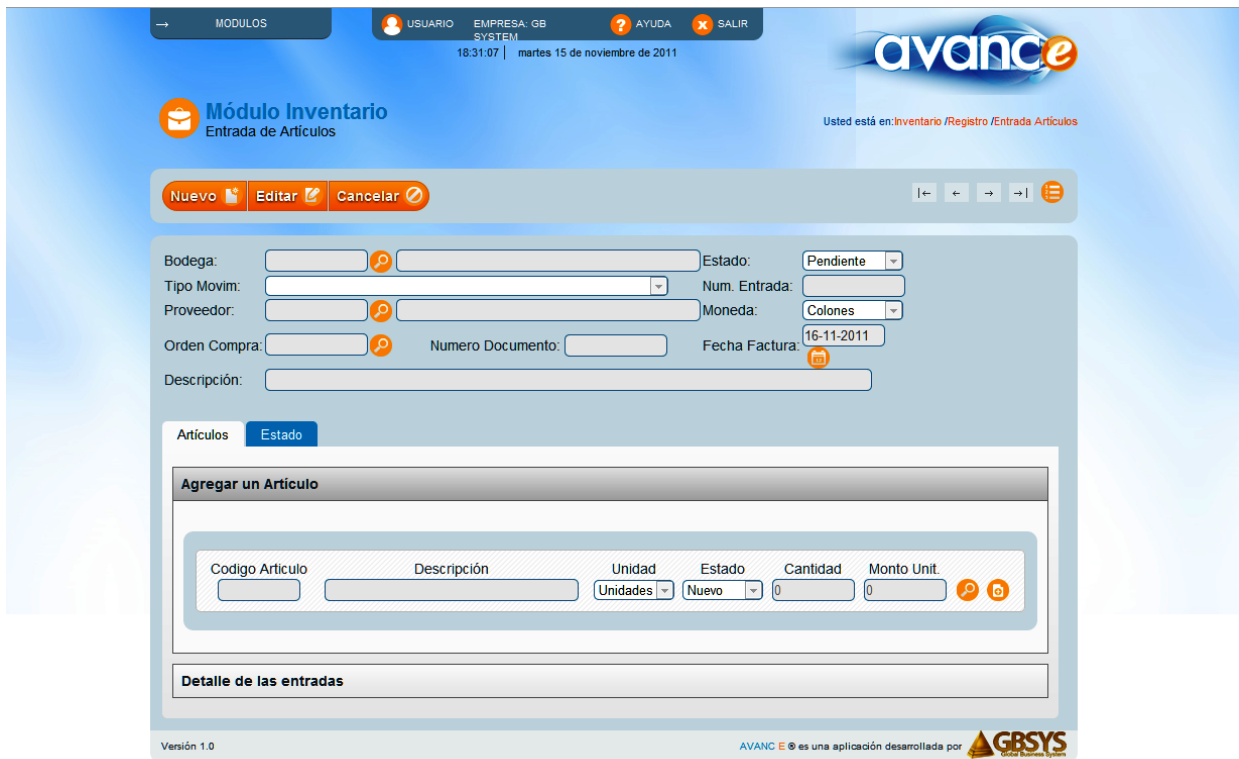 → MODULOS
USUARIO EMPRESA: GB SYSTEM ? AYUDA X SALIR
18:31:07 | martes 15 de noviembre de 2011
avance
Módulo Inventario
Entrada de Artículos
Usted está en:Inventario /Registro /Entrada Artículos
Nuevo Editar Cancelar
|← ← → →|
Bodega: Estado: Pendiente
Tipo Movim: Num. Entrada:
Proveedor: Moneda: Colones
Orden Compra: Numero Documento: Fecha Factura: 16-11-2011
Descripción:
Artículos Estado
Agregar un Artículo
Codigo Articulo Descripción Unidad Estado Cantidad Monto Unit.
Unidades Nuevo 0 0
Detalle de las entradas
Versión 1.0 AVANC E ® es una aplicación desarrollada por GBSYS
Global Business System